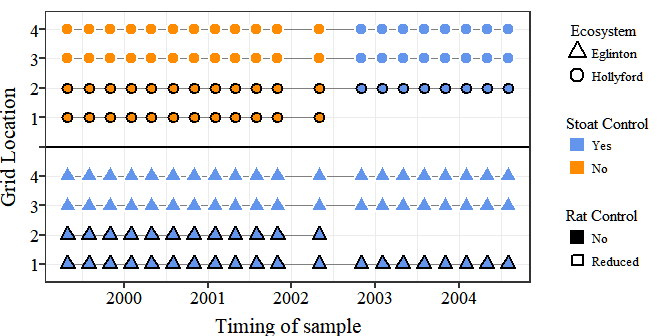 Grid Location
4
3
2
1
4
3
2
1
2000 2001 2002 2003 2004
Timing of sample
Ecosystem
Eglinton
Hollyford
Stoat Control
Yes
No
Rat Control
No
Reduced